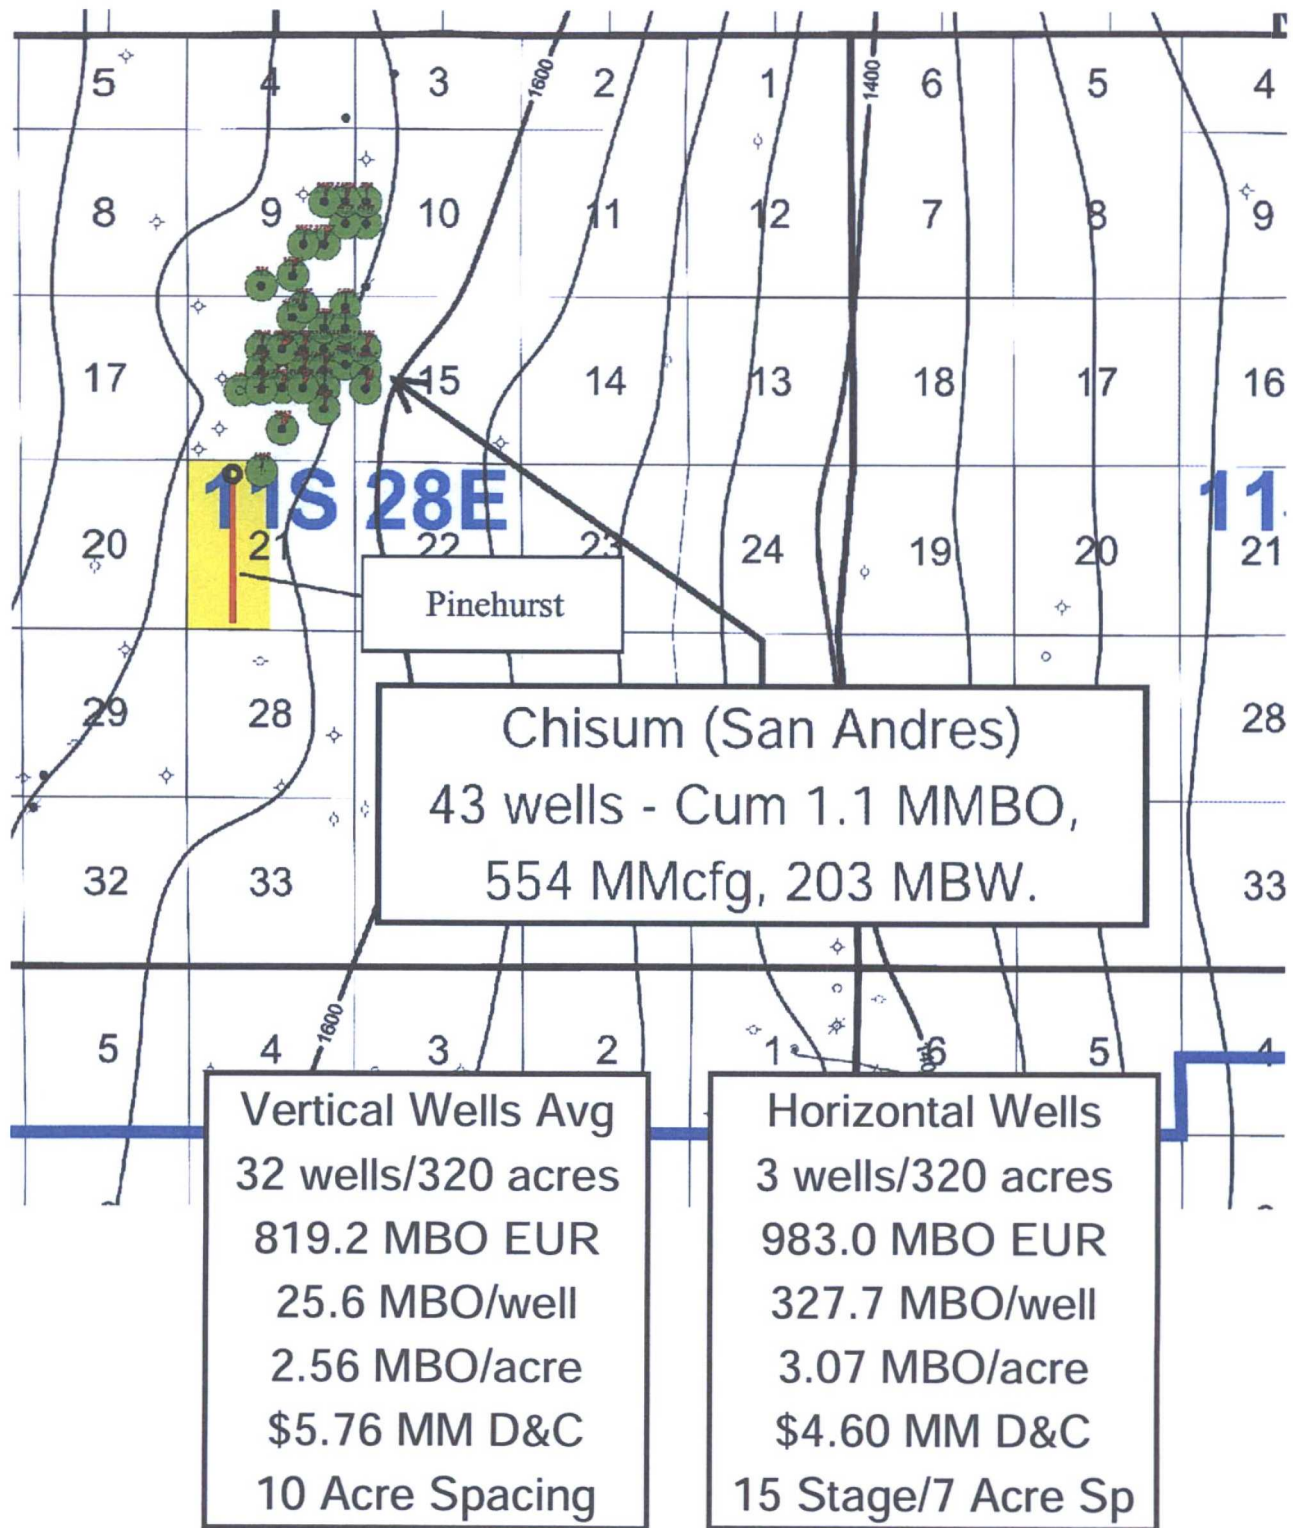 5 4 3 2 1 6 5 4
1600
1400
8 9 10 11 12 7 8 9
17 15 14 13 18 17 16
11S 28E
11
20 21 22 23 24 19 20 21
Pinehurst
29 28 28
Chisum (San Andres)
43 wells - Cum 1.1 MMBO,
554 MMcfg, 203 MBW.
32 33 33
1600
5 4 3 2 1 6 5 4
Vertical Wells Avg
32 wells/320 acres
819.2 MBO EUR
25.6 MBO/well
2.56 MBO/acre
$5.76 MM D&C
10 Acre Spacing
Horizontal Wells
3 wells/320 acres
983.0 MBO EUR
327.7 MBO/well
3.07 MBO/acre
$4.60 MM D&C
15 Stage/7 Acre Sp